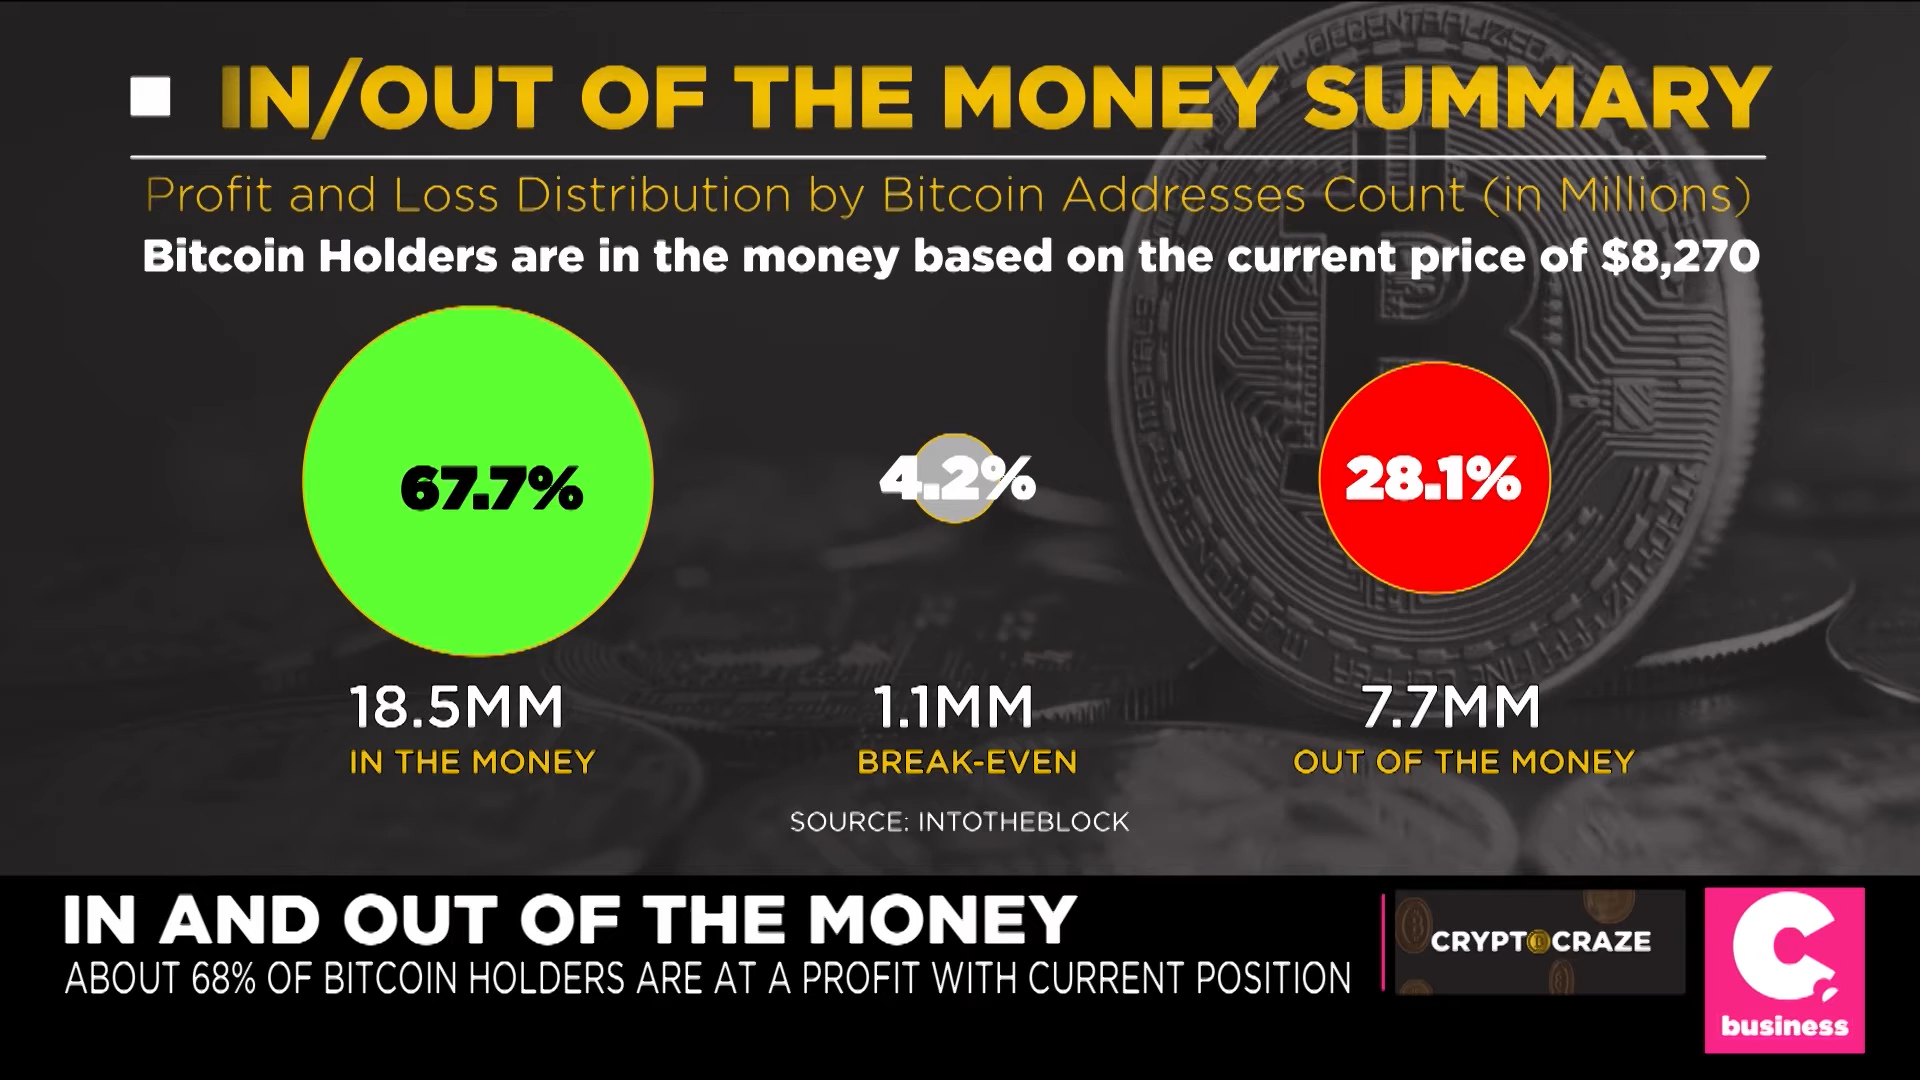 IN/OUT OF THE MONEY SUMMARY
Profit and Loss Distribution by Bitcoin Addresses Count (in Millions)
Bitcoin Holders are in the money based on the current price of $8,270
67.7%
4.2%
28.1%
18.5MM
1.1MM
7.7MM
IN THE MONEY
BREAK-EVEN
OUT OF THE MONEY
SOURCE: INTOTHEBLOCK
DECENTRALIZED
IN AND OUT OF THE MONEY
ABOUT 68% OF BITCOIN HOLDERS ARE AT A PROFIT WITH CURRENT POSITION
CRYPTOCRAZE
C
business